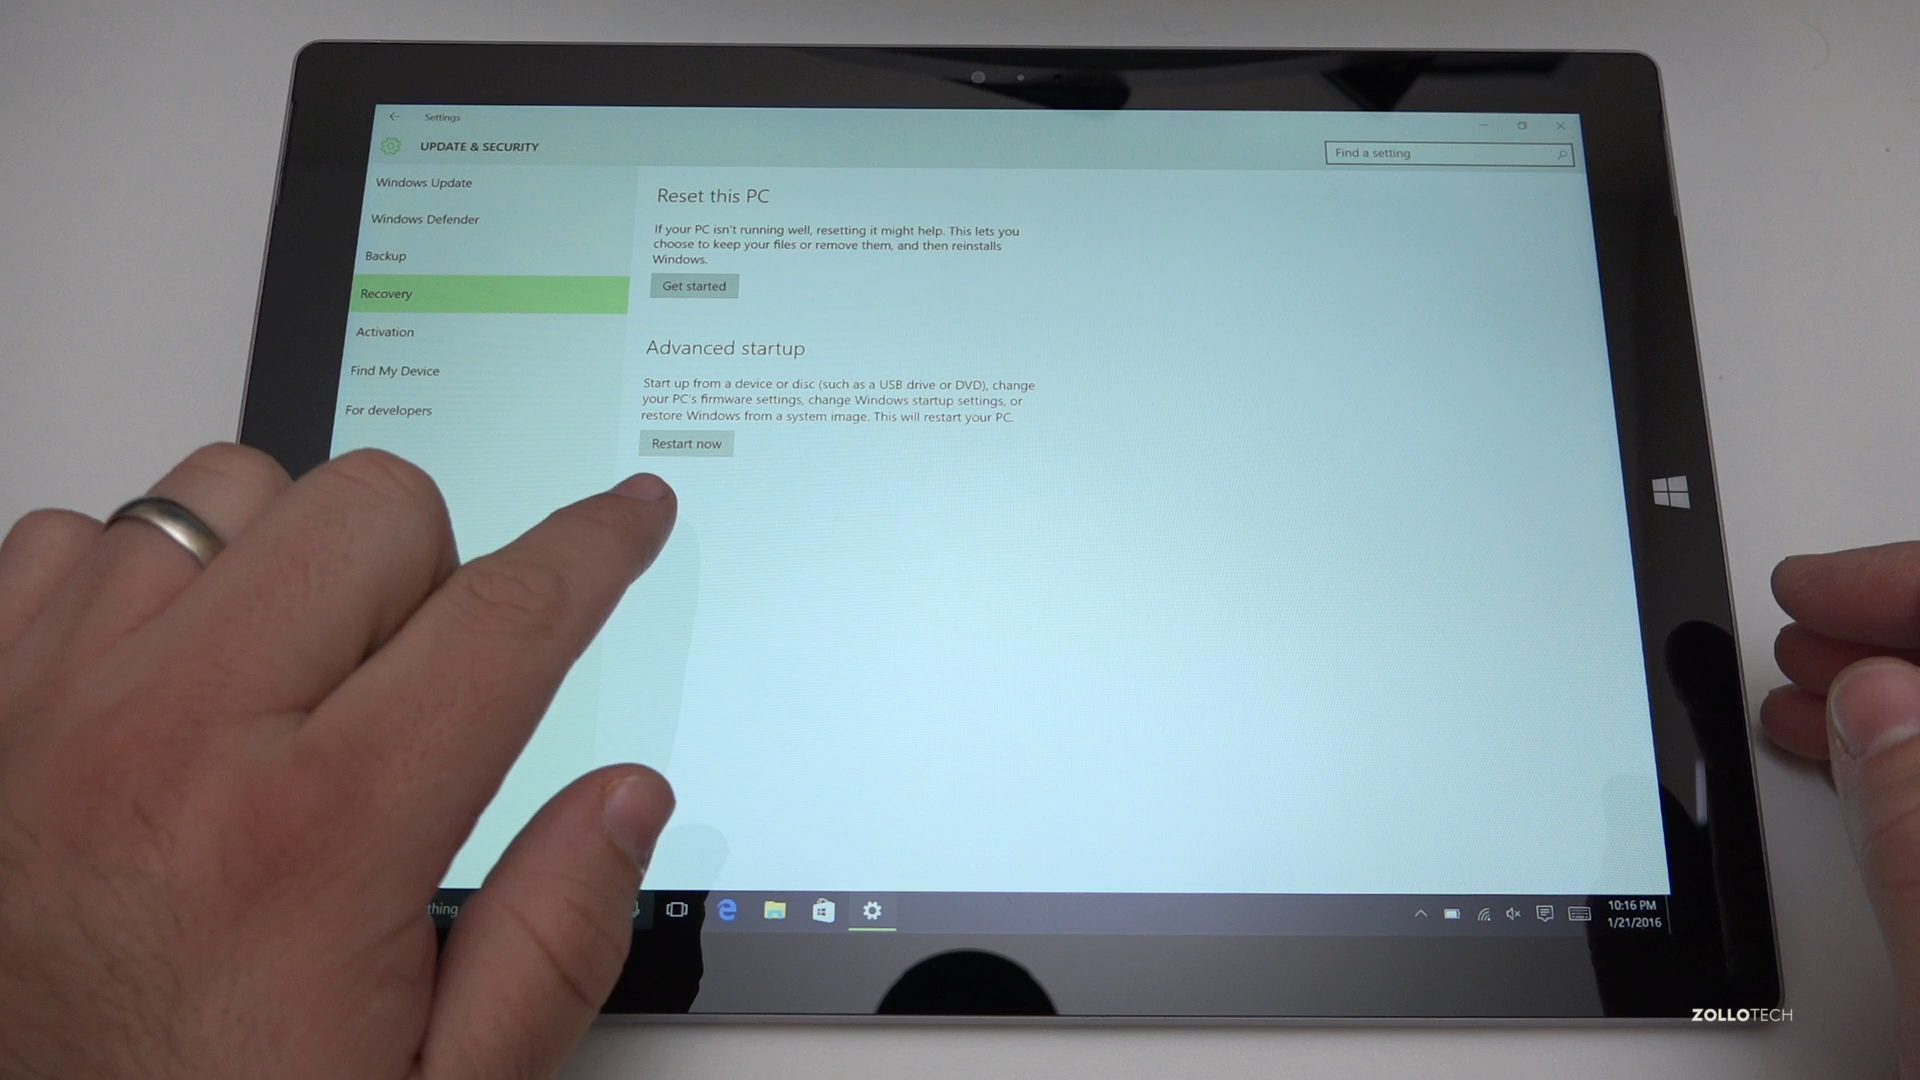 Settings
UPDATE & SECURITY
Find a setting
Windows Update
Windows Defender
Backup
Recovery
Activation
Find My Device
For developers
Reset this PC
If your PC isn't running well, resetting it might help. This lets you
choose to keep your files or remove them, and then reinstalls
Windows.
Get started
Advanced startup
Start up from a device or disc (such as a USB drive or DVD), change
your PC's firmware settings, change Windows startup settings, or
restore Windows from a system image. This will restart your PC.
Restart now
thing
10:16 PM
1/21/2016
ZOLLOTECH